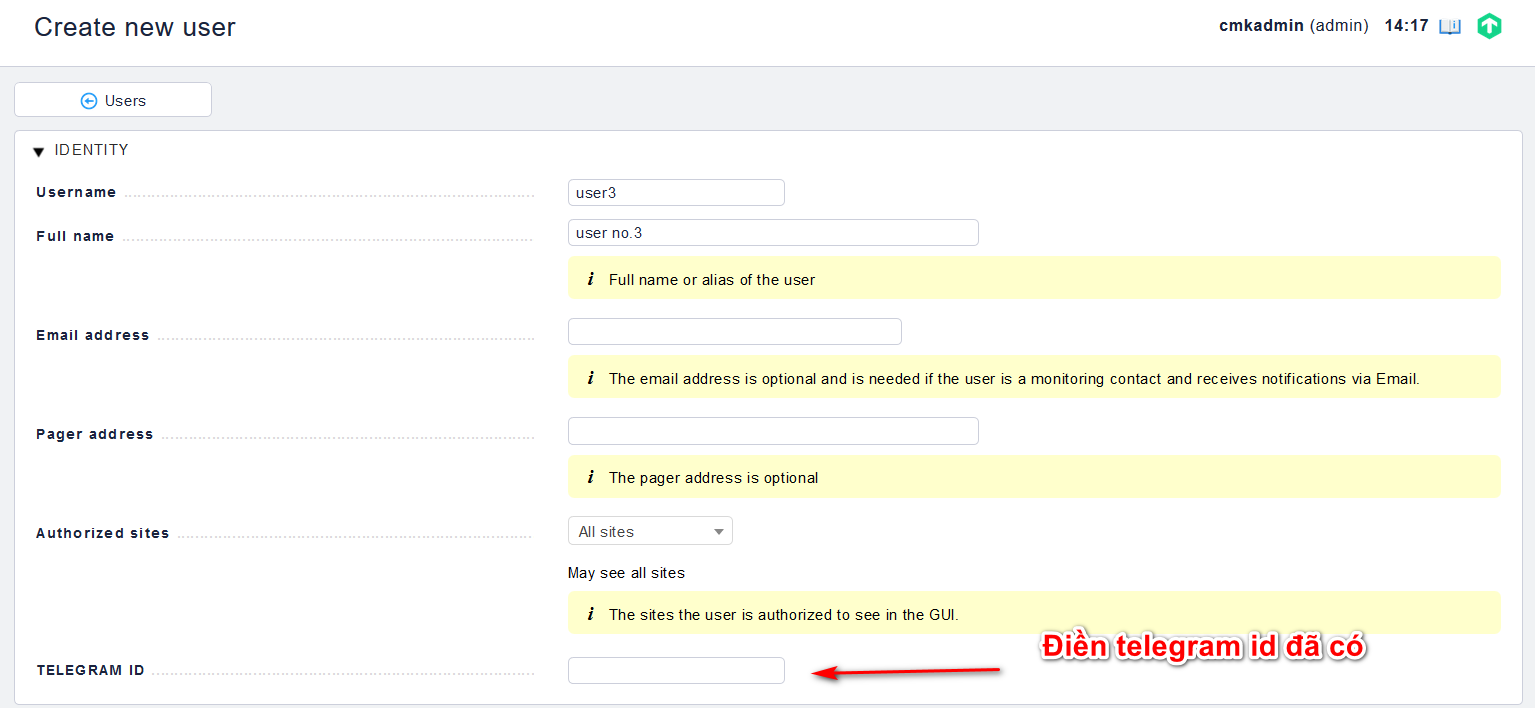 Create new user
cmkadmin (admin) 14:17
Users
IDENTITY
Username
user3
Full name
user no.3
i Full name or alias of the user
Email address
i The email address is optional and is needed if the user is a monitoring contact and receives notifications via Email.
Pager address
i The pager address is optional
Authorized sites
All sites
May see all sites
i The sites the user is authorized to see in the GUI.
Điền telegram id đã có
TELEGRAM ID